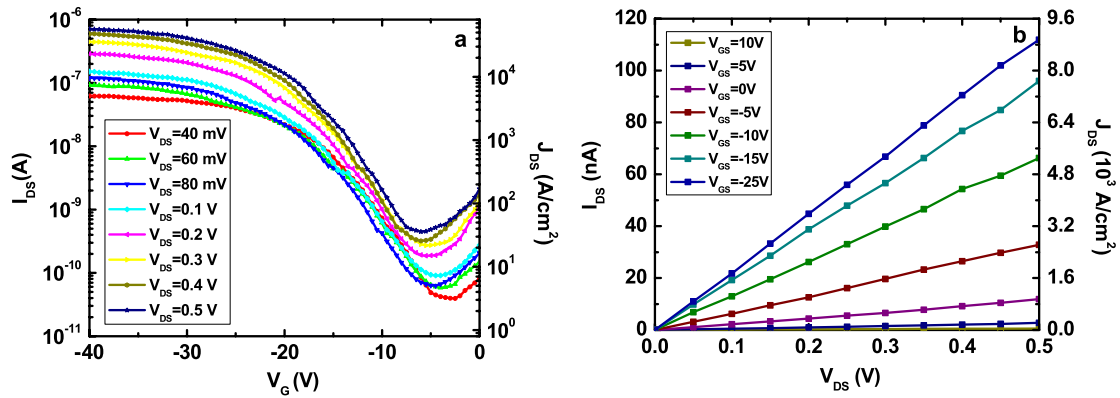 a
10^-6
10^-7
10^-8
10^-9
10^-10
10^-11
I_DS(A)
-40
-30
-20
-10
0
V_G (V)
10^4
10^3
10^2
10^1
10^0
J_DS (A/cm^2)
V_DS=40 mV
V_DS=60 mV
V_DS=80 mV
V_DS=0.1 V
V_DS=0.2 V
V_DS=0.3 V
V_DS=0.4 V
V_DS=0.5 V
b
120
100
80
60
40
20
0
I_DS (nA)
0.0
0.1
0.2
0.3
0.4
0.5
V_DS (V)
9.6
8.0
6.4
4.8
3.2
1.6
0.0
J_DS (10^3 A/cm^2)
V_GS=10V
V_GS=5V
V_GS=0V
V_GS=-5V
V_GS=-10V
V_GS=-15V
V_GS=-25V